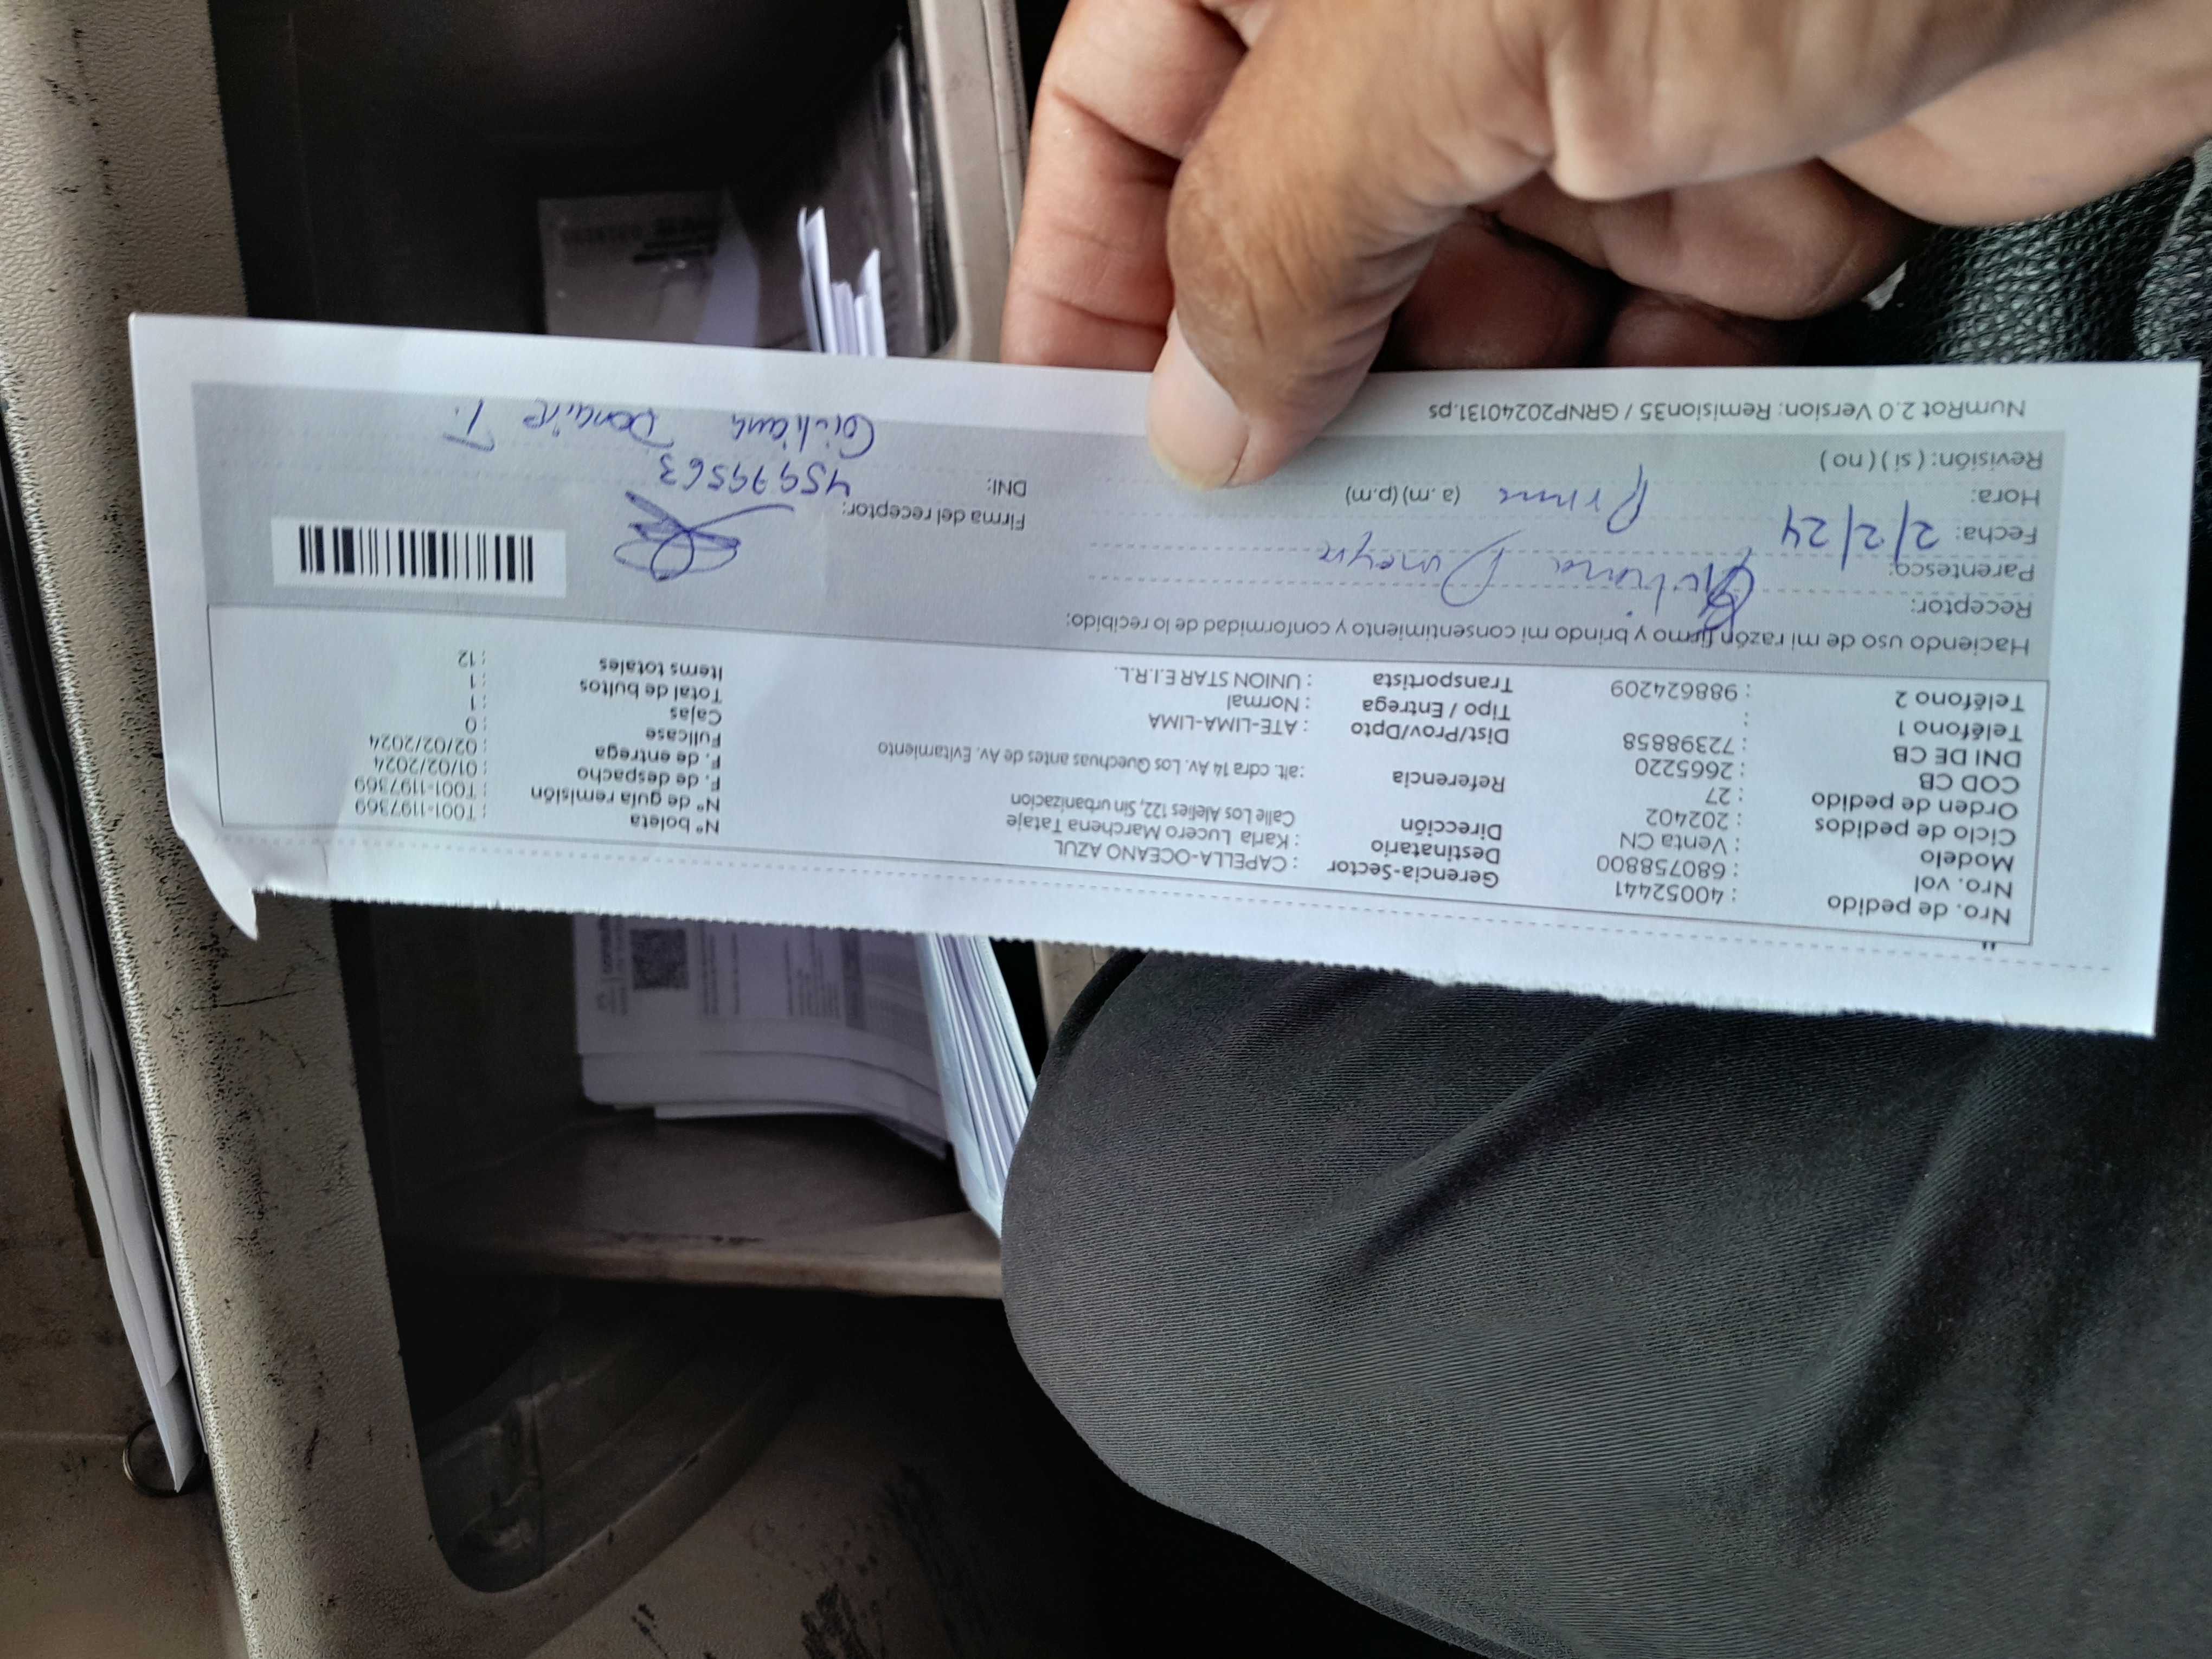 Nro. de pedido : 40052441 Gerencia-Sector : CAPELLA-OCEANO AZUL Nº boleta : T001-1197369
Nro. vol : 680758800 Destinatario : Karla Lucero Marchena Tataje Nº de guía remisión : T001-1197369
Modelo : Venta CN Dirección Calle Los Alelies 122, Sin urbanizacion F. de despacho : 01/02/2024
Ciclo de pedidos : 202402 F. de entrega : 02/02/2024
Orden de pedido : 27 Referencia :alt. cdra 14 Av. Los Quechuas antes de Av. Evitamiento Fullcase : 0
COD CB : 2665220 Dist/Prov/Dpto : ATE-LIMA-LIMA Cajas : 1
DNI DE CB : 72398858 Tipo / Entrega : Normal Total de bultos : 1
Teléfono 1 : Transportista : UNION STAR E.I.R.L. Items totales : 12
Teléfono 2 : 988624209
Haciendo uso de mi razón firmo y brindo mi consentimiento y conformidad de lo recibido:
Receptor:
Parentesco:
Fecha: 2/2/24
Hora: (a.m) (p.m)
Revisión: ( si ) ( no )
Firma del receptor:
DNI: 45979563
NumRot 2.0 Version: Remision35 / GRNP20240131.ps